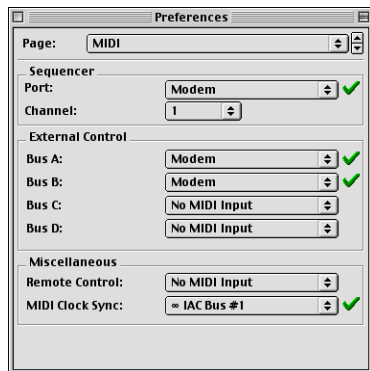 Preferences
Page: MIDI
Sequencer
Port: Modem
Channel: 1
External Control
Bus A: Modem
Bus B: Modem
Bus C: No MIDI Input
Bus D: No MIDI Input
Miscellaneous
Remote Control: No MIDI Input
MIDI Clock Sync: ∞ IAC Bus #1